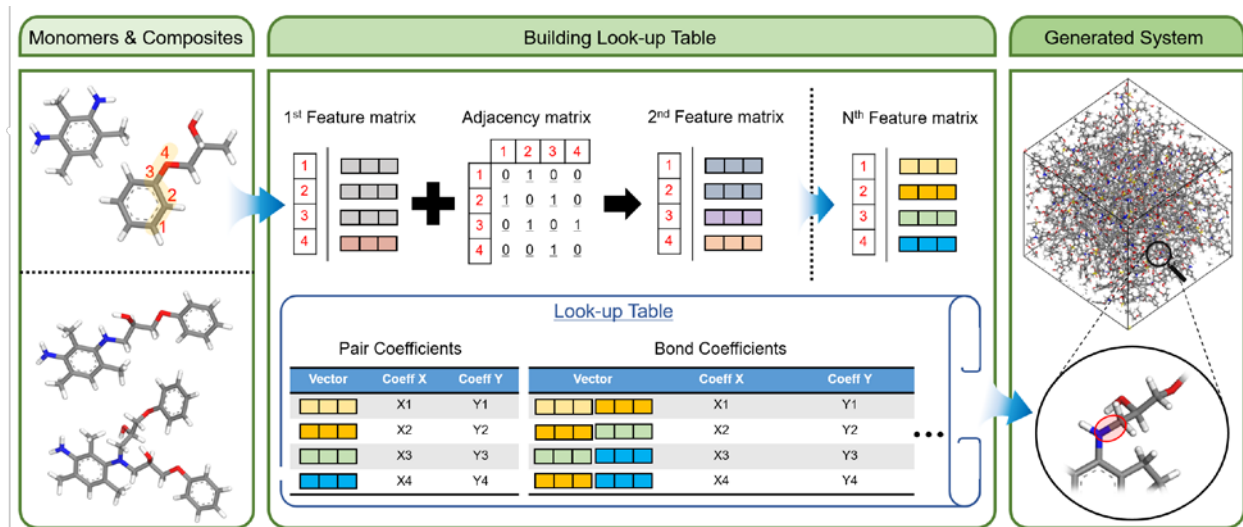 Monomers & Composites
Building Look-up Table
Generated System
4
3
2
1
1st Feature matrix
1
2
3
4
Adjacency matrix
1 2 3 4
1 0 1 0 0
2 1 0 1 0
3 0 1 0 1
4 0 0 1 0
2nd Feature matrix
1
2
3
4
Nth Feature matrix
1
2
3
4
Look-up Table
Pair Coefficients
Vector Coeff X Coeff Y
X1 Y1
X2 Y2
X3 Y3
X4 Y4
Bond Coefficients
Vector Coeff X Coeff Y
X1 Y1
X2 Y2
X3 Y3
X4 Y4